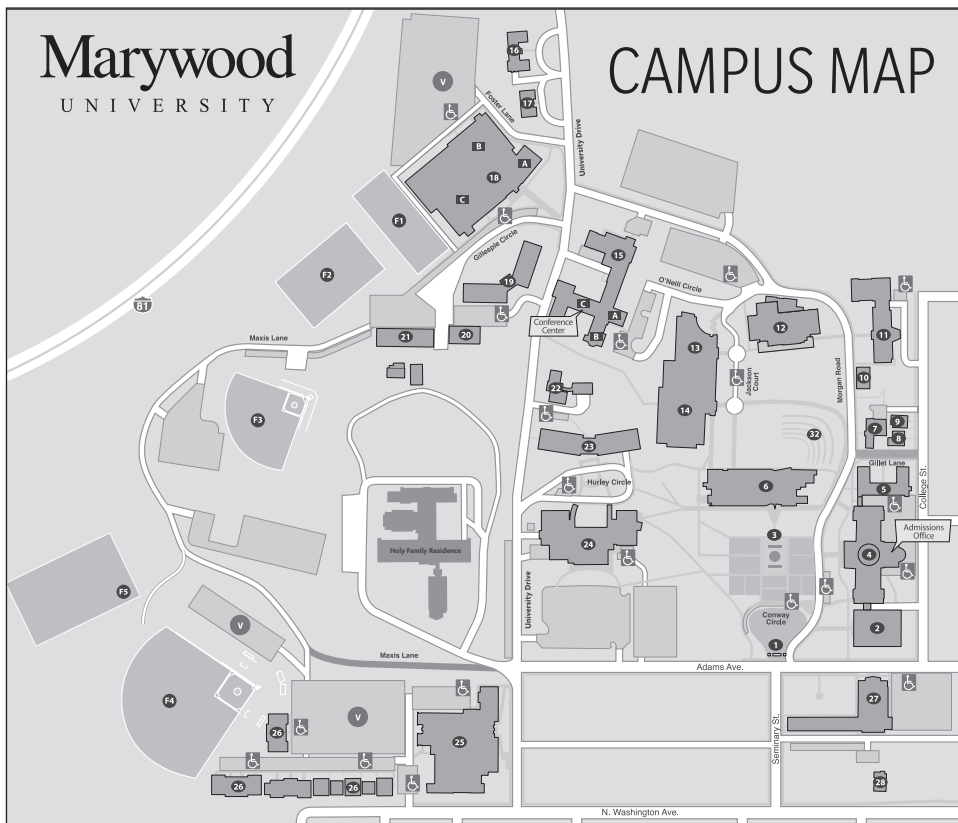 Marywood
UNIVERSITY
CAMPUS MAP
16
V
17
Foster Lane
University Drive
B
A
18
C
F1
15
Gillespie Circle
F2
19
O'Neill Circle
81
C
A
Conference
Center
B
12
11
21
20
13
Maxis Lane
10
22
Jackson
Court
Morgan Road
F3
14
9
7
8
32
23
Gillet Lane
College St.
Hurley Circle
6
5
Admissions
Office
3
24
4
Holy Family Residence
F5
University Drive
Conway
Circle
V
2
1
Maxis Lane
Adams Ave.
F4
27
V
26
Seminary St.
25
26
26
28
N. Washington Ave.